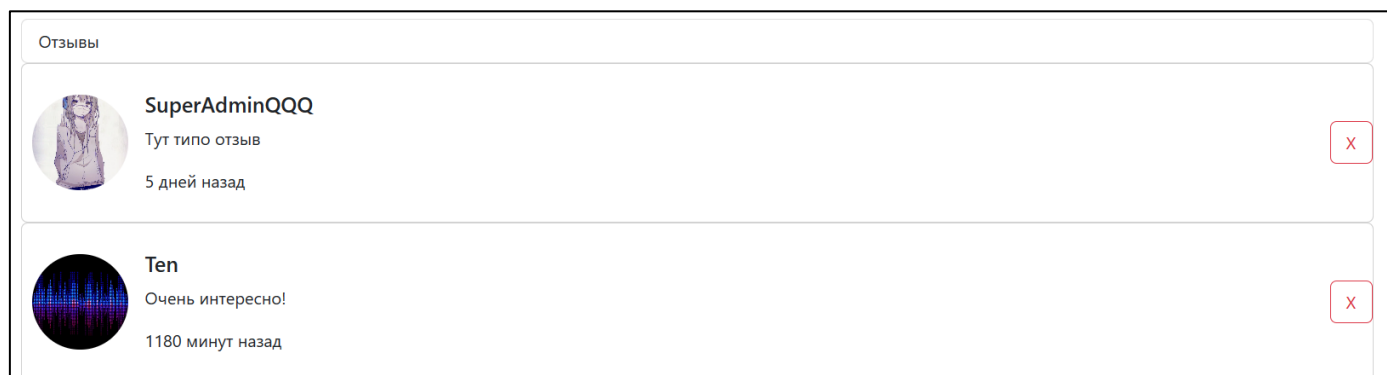 Отзывы
SuperAdminQQQ
Тут типо отзыв
X
5 дней назад
Ten
Очень интересно!
X
1180 минут назад